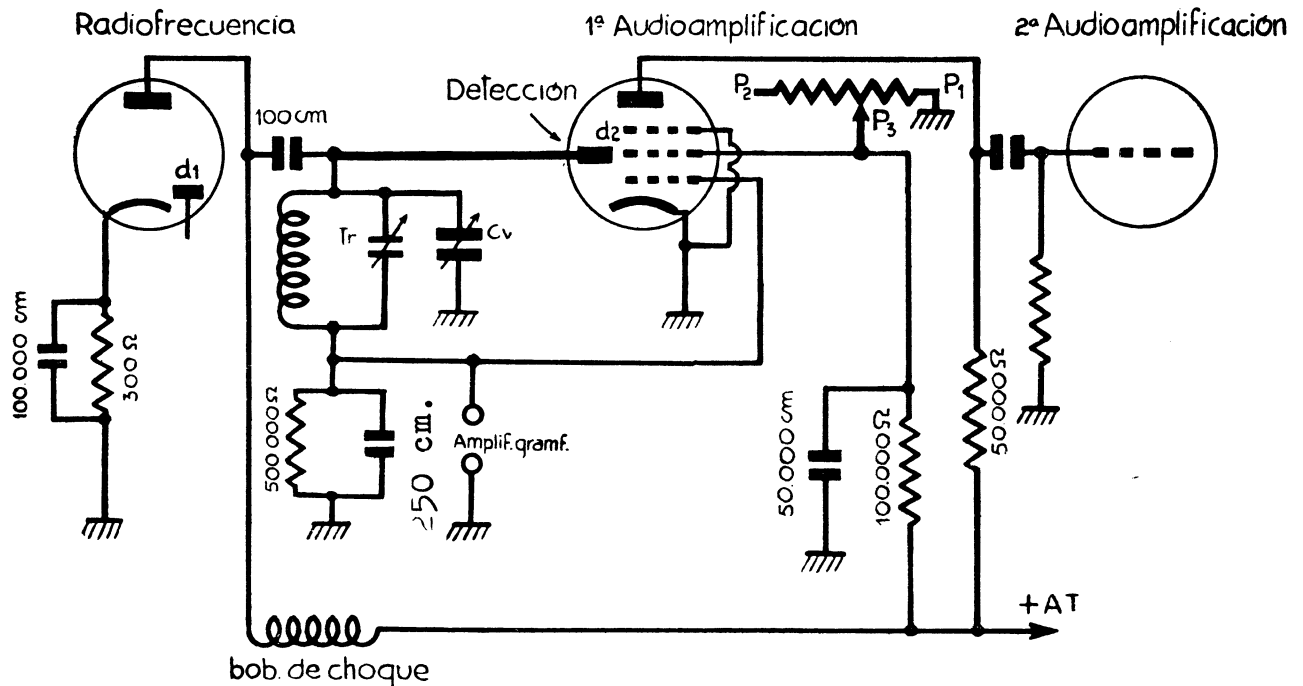 Radiofrecuencia
1ª Audioamplificación
2ª Audioamplificación
Detección
P2
P1
P3
100 cm
d2
d1
Tr
Cv
100.000 cm
300 Ω
500.000 Ω
250 cm.
Amplif. gramf.
50.000 cm
100.000 Ω
50.000 Ω
+ AT
bob. de choque